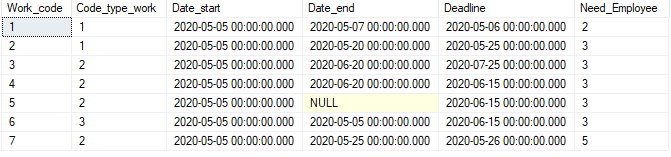 Work_code Code_type_work Date_start Date_end Deadline Need_Employee
1 1 2020-05-05 00:00:00.000 2020-05-07 00:00:00.000 2020-05-06 00:00:00.000 2
2 1 2020-05-05 00:00:00.000 2020-05-20 00:00:00.000 2020-05-25 00:00:00.000 3
3 2 2020-05-05 00:00:00.000 2020-06-20 00:00:00.000 2020-07-25 00:00:00.000 3
4 2 2020-05-05 00:00:00.000 2020-06-20 00:00:00.000 2020-06-15 00:00:00.000 3
5 2 2020-05-05 00:00:00.000 NULL 2020-06-15 00:00:00.000 3
6 3 2020-05-05 00:00:00.000 2020-05-05 00:00:00.000 2020-06-15 00:00:00.000 3
7 2 2020-05-05 00:00:00.000 2020-05-25 00:00:00.000 2020-05-26 00:00:00.000 5